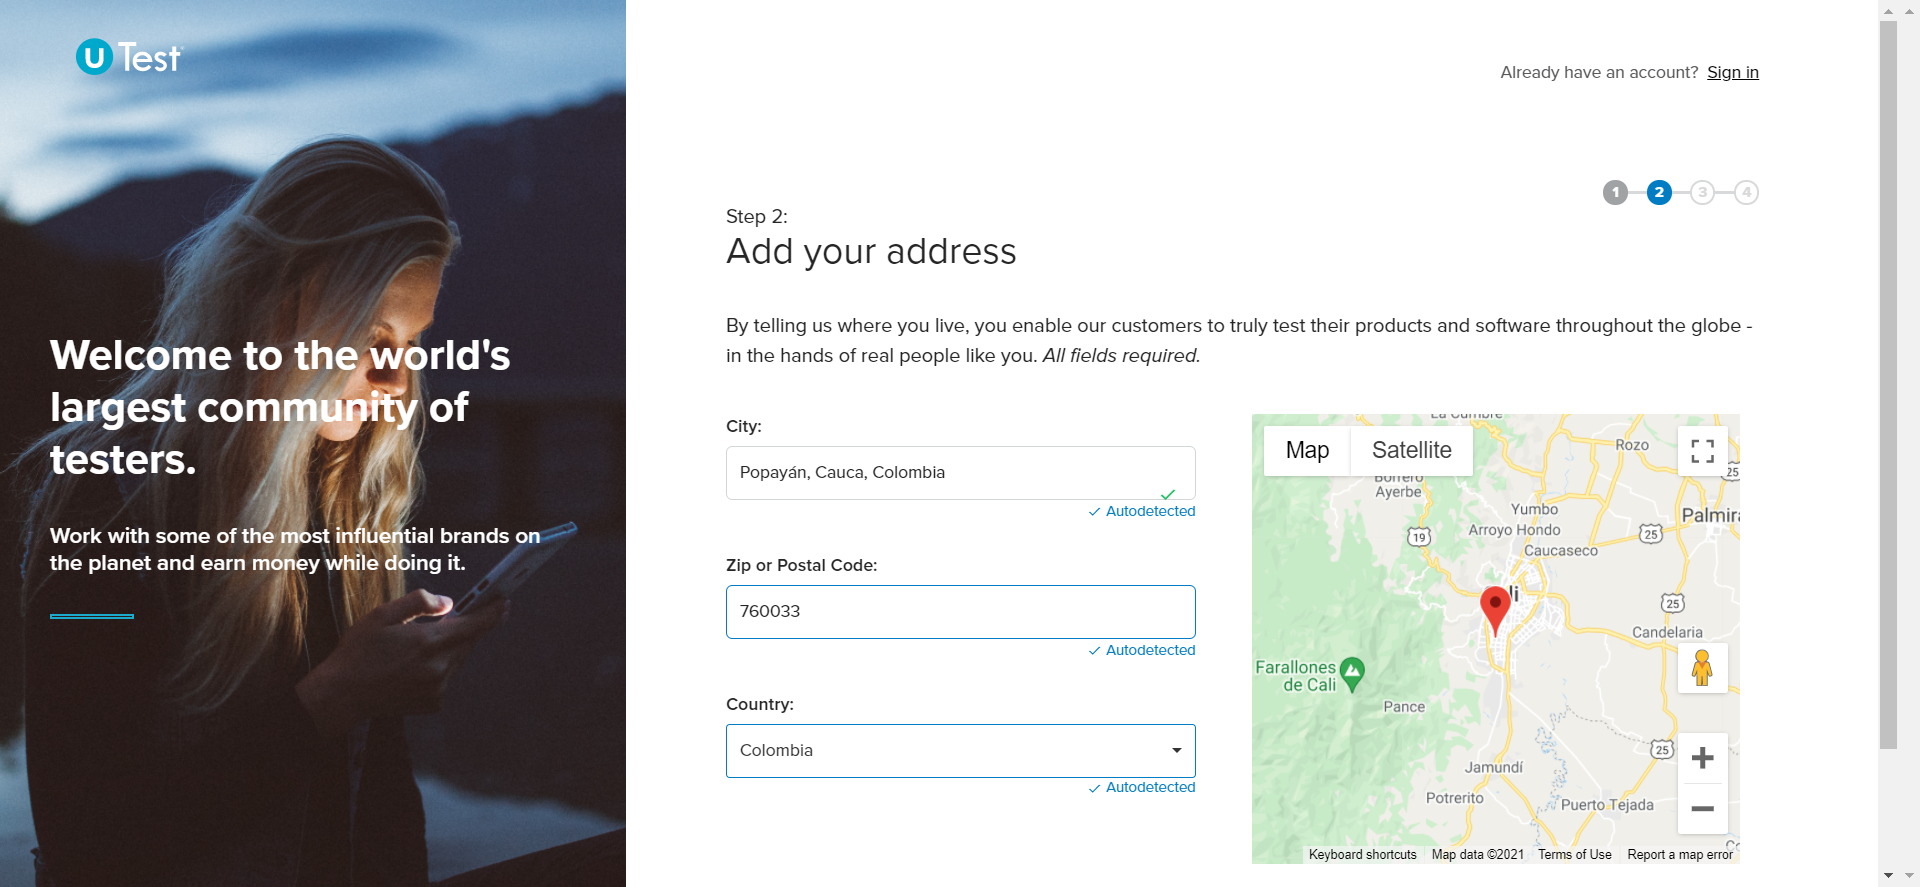 U Test
Welcome to the world's
largest community of
testers.
Work with some of the most influential brands on
the planet and earn money while doing it.
Already have an account? Sign in
1 2 3 4
Step 2:
Add your address
By telling us where you live, you enable our customers to truly test their products and software throughout the globe -
in the hands of real people like you. All fields required.
City:
Popayán, Cauca, Colombia
Autodetected
Zip or Postal Code:
760033
Autodetected
Country:
Colombia
Autodetected
La Cumbre
Map Satellite
Rozo
25
Borrero
Ayerbe
Yumbo
Palmira
19
Arroyo Hondo
25
Caucaseco
li
25
Candelaria
Farallones
de Cali
Pance
25
Jamundí
Potrerito
Puerto Tejada
Keyboard shortcuts Map data ©2021 Terms of Use Report a map error